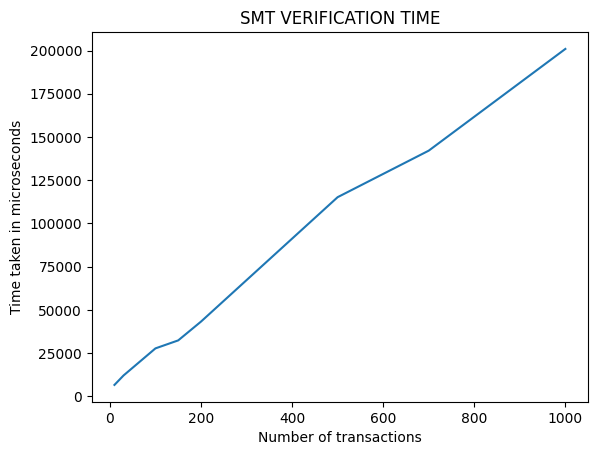 SMT VERIFICATION TIME
200000
175000
150000
125000
100000
75000
50000
25000
0
Time taken in microseconds
0 200 400 600 800 1000
Number of transactions